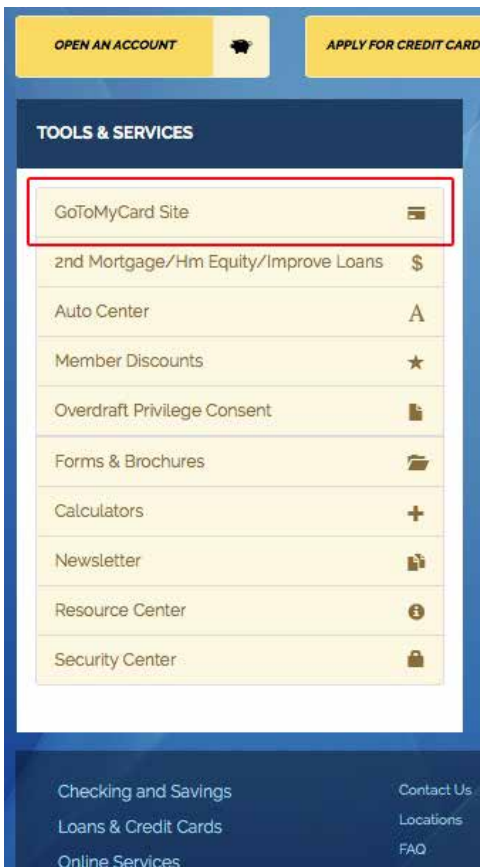 OPEN AN ACCOUNT
APPLY FOR CREDIT CARD
TOOLS & SERVICES
GoToMyCard Site
2nd Mortgage/Hm Equity/Improve Loans $
Auto Center A
Member Discounts
Overdraft Privilege Consent
Forms & Brochures
Calculators
Newsletter
Resource Center
Security Center
Checking and Savings
Loans & Credit Cards
Online Services
Contact Us
Locations
FAQ